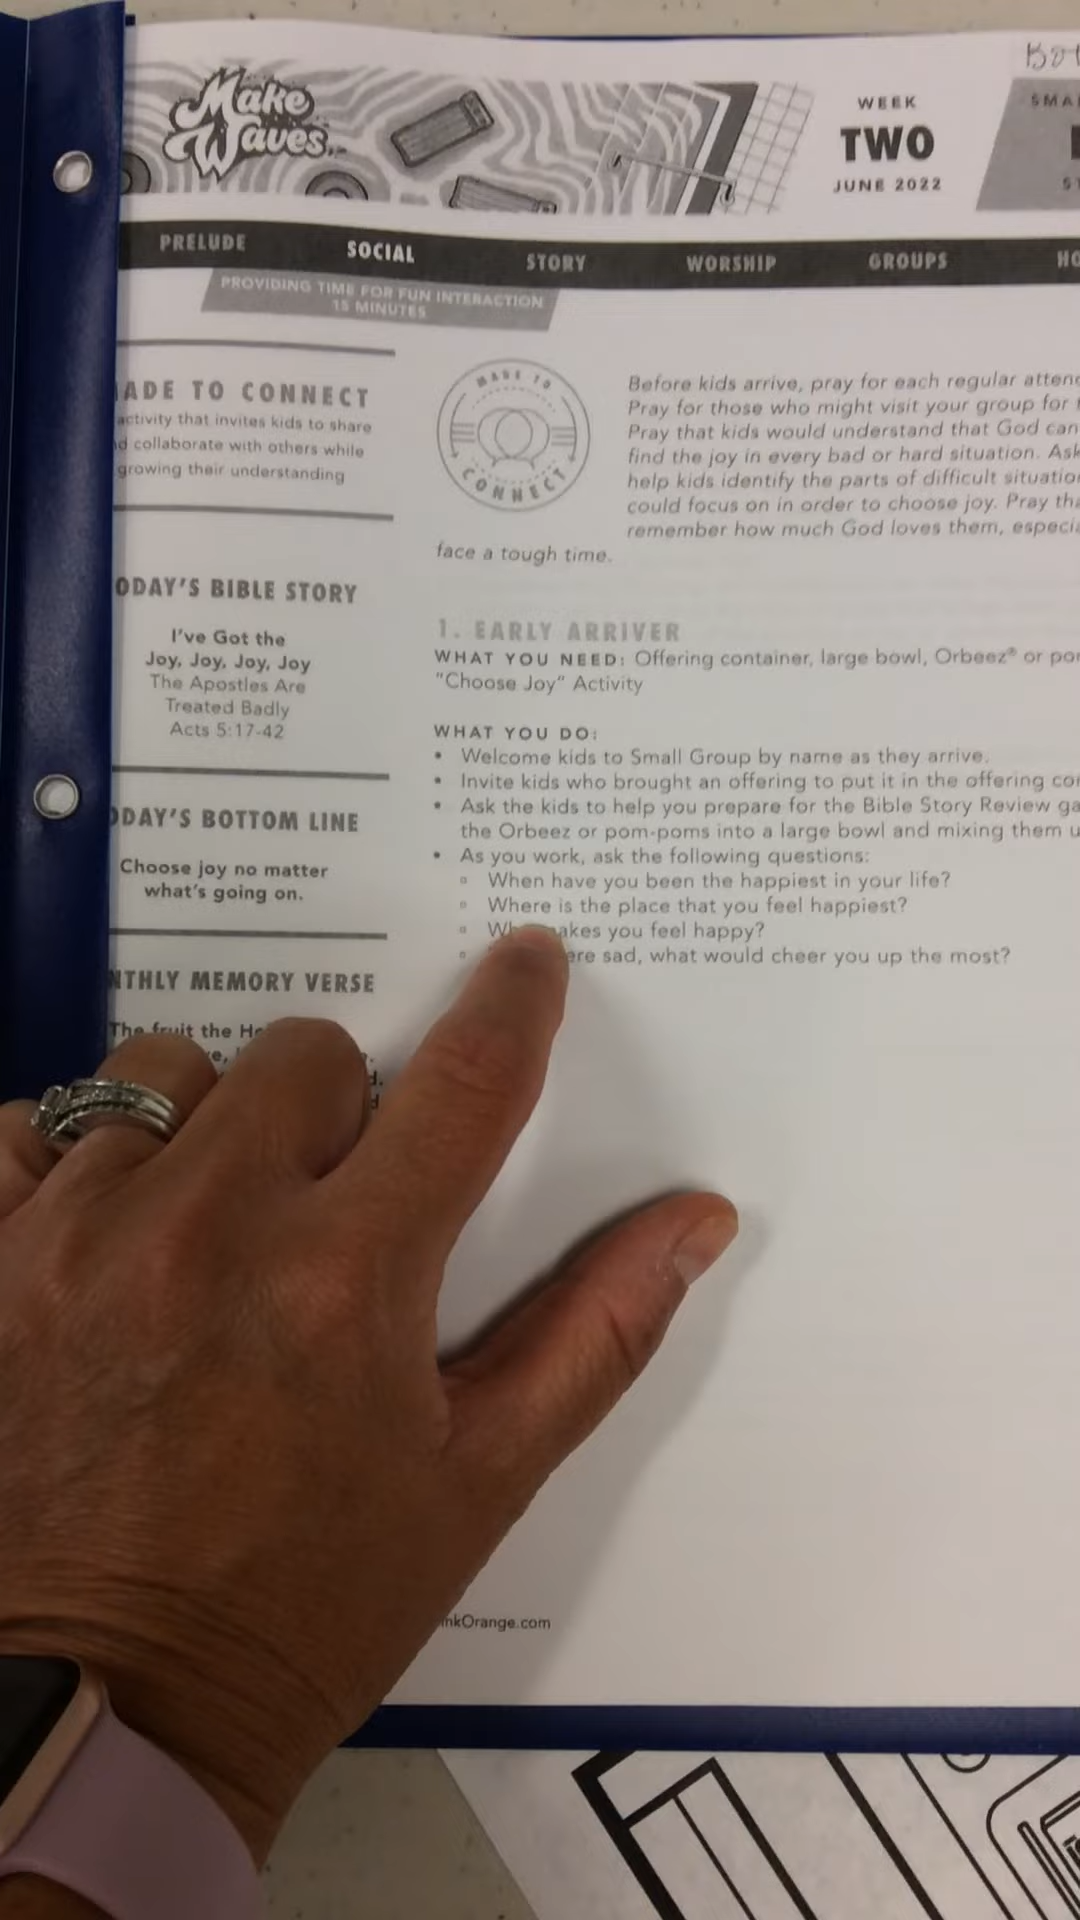 Make
Waves
WEEK
TWO
JUNE 2022
PRELUDE
SOCIAL
STORY
WORSHIP
GROUPS
PROVIDING TIME FOR FUN INTERACTION
15 MINUTES
ADE TO CONNECT
activity that invites kids to share
d collaborate with others while
growing their understanding
MADE TO
CONNECT
Before kids arrive, pray for each regular
Pray for those who might visit your group for
Pray that kids would understand that God can
find the joy in every bad or hard situation.
help kids identify the parts of difficult
could focus on in order to choose joy. Pray
remember how much God loves them,
face a tough time.
ODAY'S BIBLE STORY
I've Got the
Joy, Joy, Joy, Joy
The Apostles Are
Treated Badly
Acts 5:17-42
ODAY'S BOTTOM LINE
Choose joy no matter
what's going on.
NTHLY MEMORY VERSE
The fruit the
1. EARLY ARRIVER
WHAT YOU NEED: Offering container, large bowl, Orbeez® or
"Choose Joy" Activity
WHAT YOU DO:
• Welcome kids to Small Group by name as they arrive.
• Invite kids who brought an offering to put it in the offering
• Ask the kids to help you prepare for the Bible Story Review
the Orbeez or pom-poms into a large bowl and mixing them
• As you work, ask the following questions:
▫ When have you been the happiest in your life?
▫ Where is the place that you feel happiest?
▫ akes you feel happy?
▫ ere sad, what would cheer you up the most?
nkOrange.com